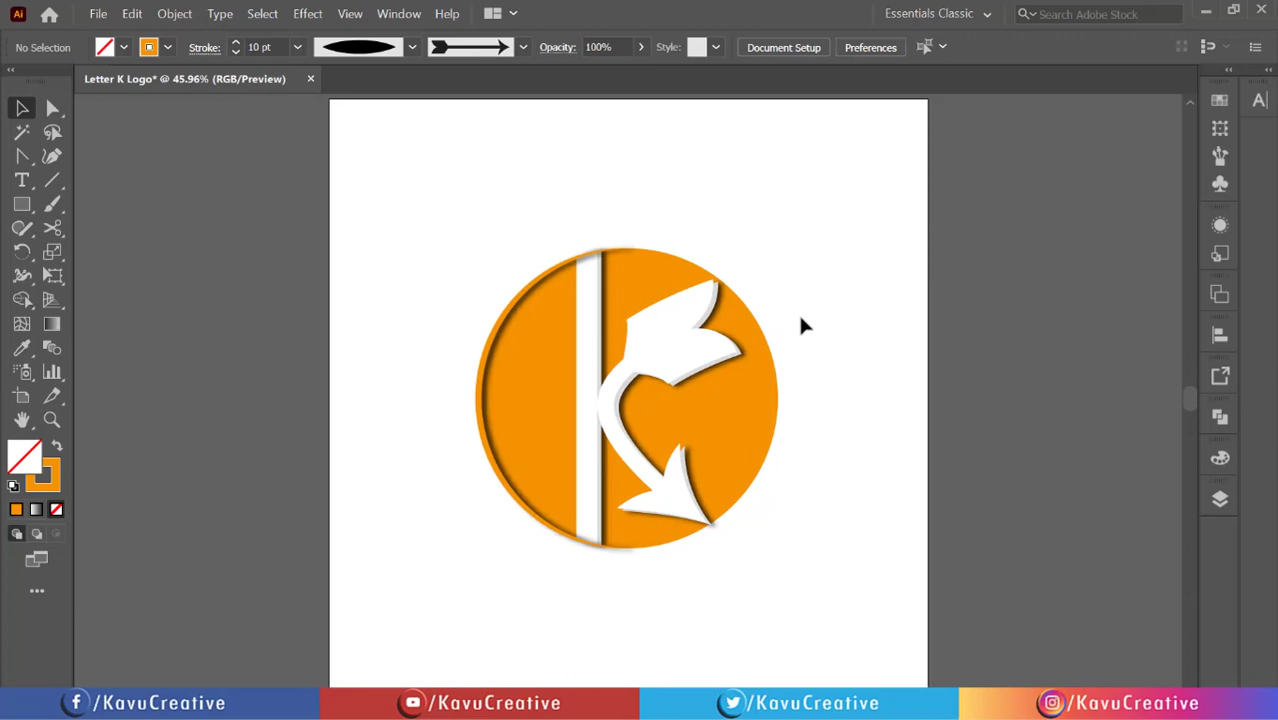 Ai File Edit Object Type Select Effect View Window Help Essentials Classic Search Adobe Stock
No Selection Stroke: 10 pt Opacity: 100% Style: Document Setup Preferences
Letter K Logo* @ 45.96% (RGB/Preview)
/KavuCreative /KavuCreative /KavuCreative /KavuCreative